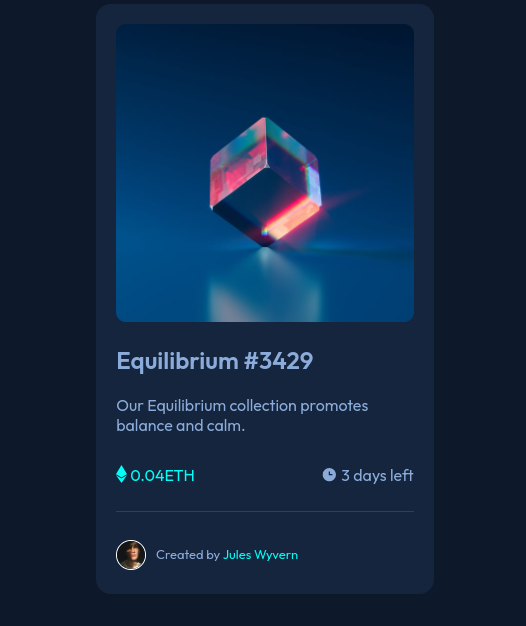 Equilibrium #3429
Our Equilibrium collection promotes
balance and calm.
0.04ETH 3 days left
Created by Jules Wyvern